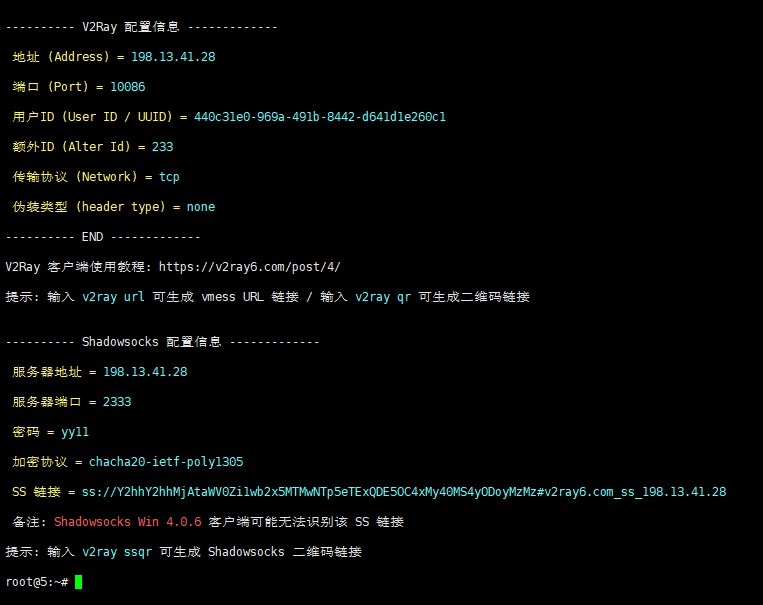 ---------- V2Ray 配置信息 -------------
地址 (Address) = 198.13.41.28
端口 (Port) = 10086
用户ID (User ID / UUID) = 440c31e0-969a-491b-8442-d641d1e260c1
额外ID (Alter Id) = 233
传输协议 (Network) = tcp
伪装类型 (header type) = none
---------- END -------------
V2Ray 客户端使用教程: https://v2ray6.com/post/4/
提示: 输入 v2ray url 可生成 vmess URL 链接 / 输入 v2ray qr 可生成二维码链接
---------- Shadowsocks 配置信息 -------------
服务器地址 = 198.13.41.28
服务器端口 = 2333
密码 = yy11
加密协议 = chacha20-ietf-poly1305
SS 链接 = ss://Y2hhY2hhMjAtaWV0Zi1wb2x5MTMwNTp5eTExQDE5OC4xMy40MS4yODoyMzMz#v2ray6.com_ss_198.13.41.28
备注: Shadowsocks Win 4.0.6 客户端可能无法识别该 SS 链接
提示: 输入 v2ray ssqr 可生成 Shadowsocks 二维码链接
root@5:~#